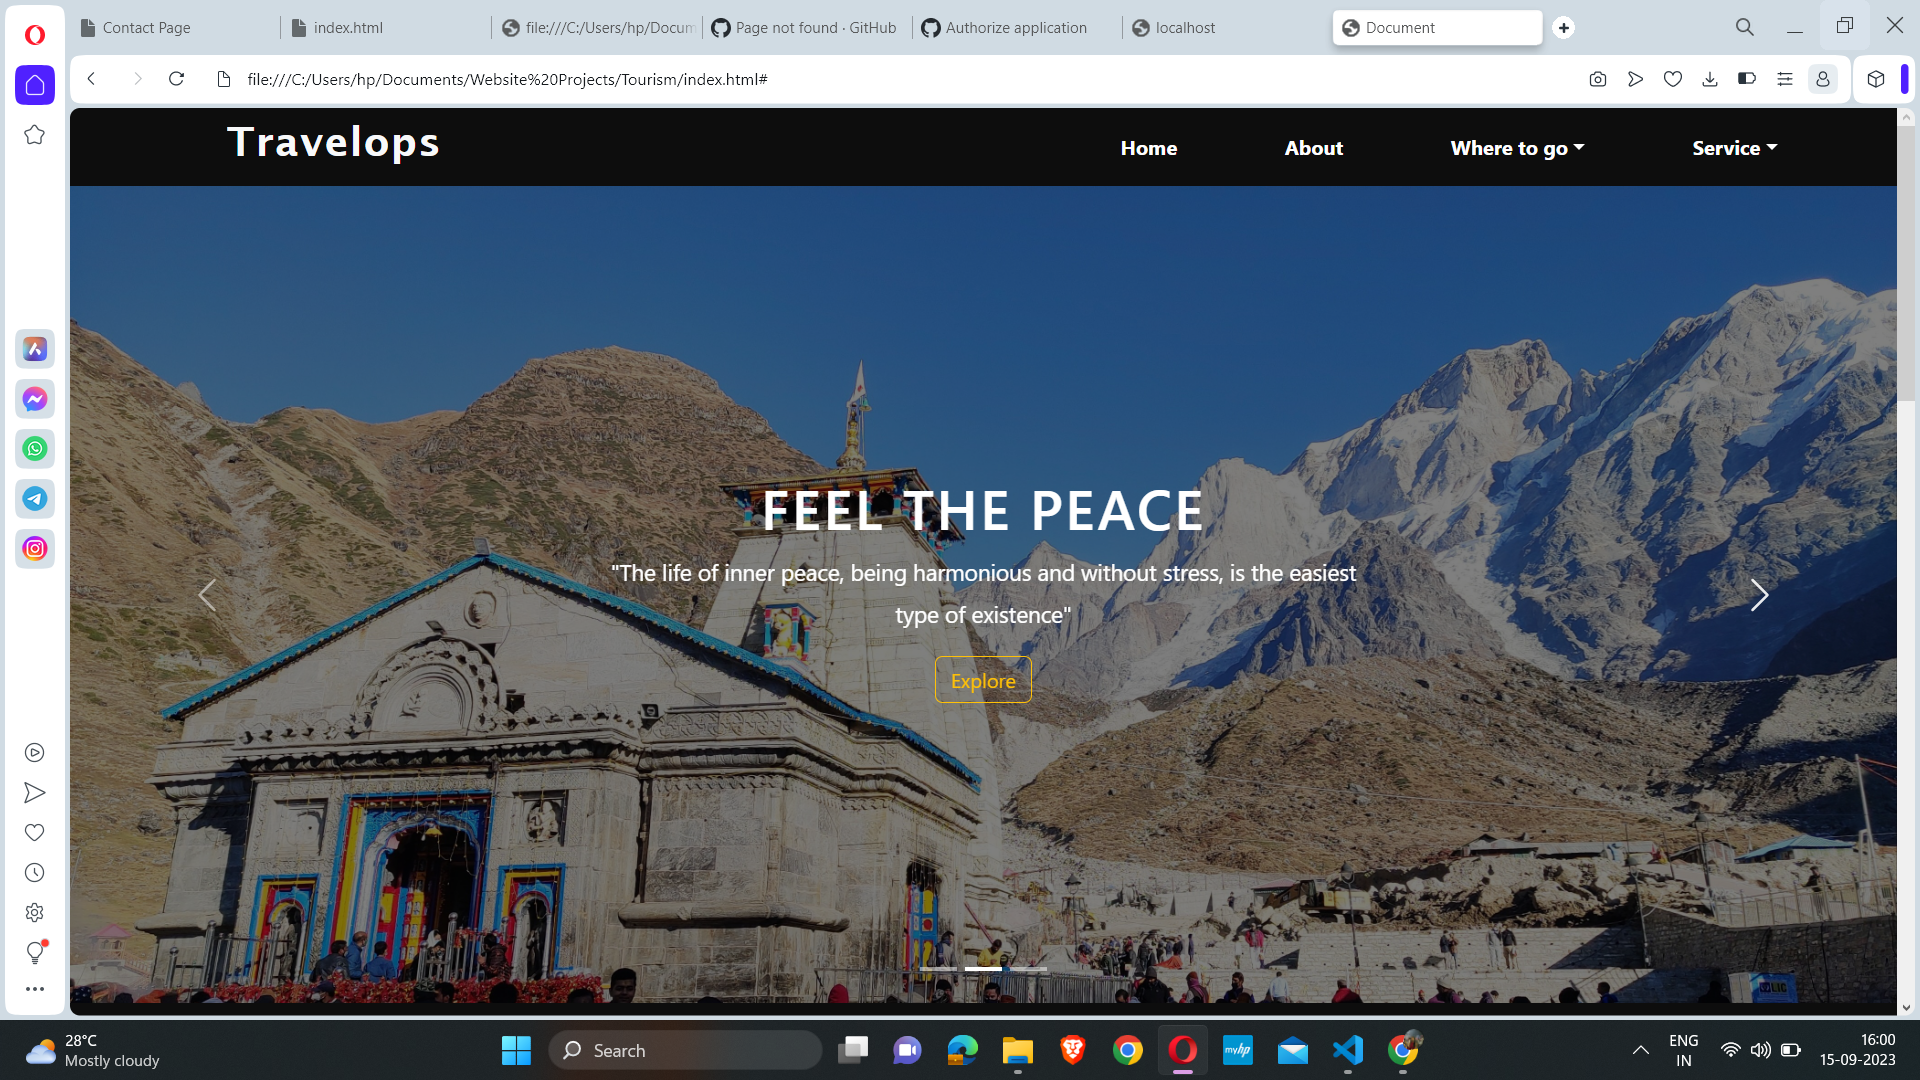 Contact Page
index.html
file:///C:/Users/hp/Docum
Page not found · GitHub
Authorize application
localhost
Document
file:///C:/Users/hp/Documents/Website%20Projects/Tourism/index.html#
Travelops
Home
About
Where to go
Service
FEEL THE PEACE
"The life of inner peace, being harmonious and without stress, is the easiest
type of existence"
Explore
LIC
28°C
Mostly cloudy
Search
myhp
ENG
IN
16:00
15-09-2023